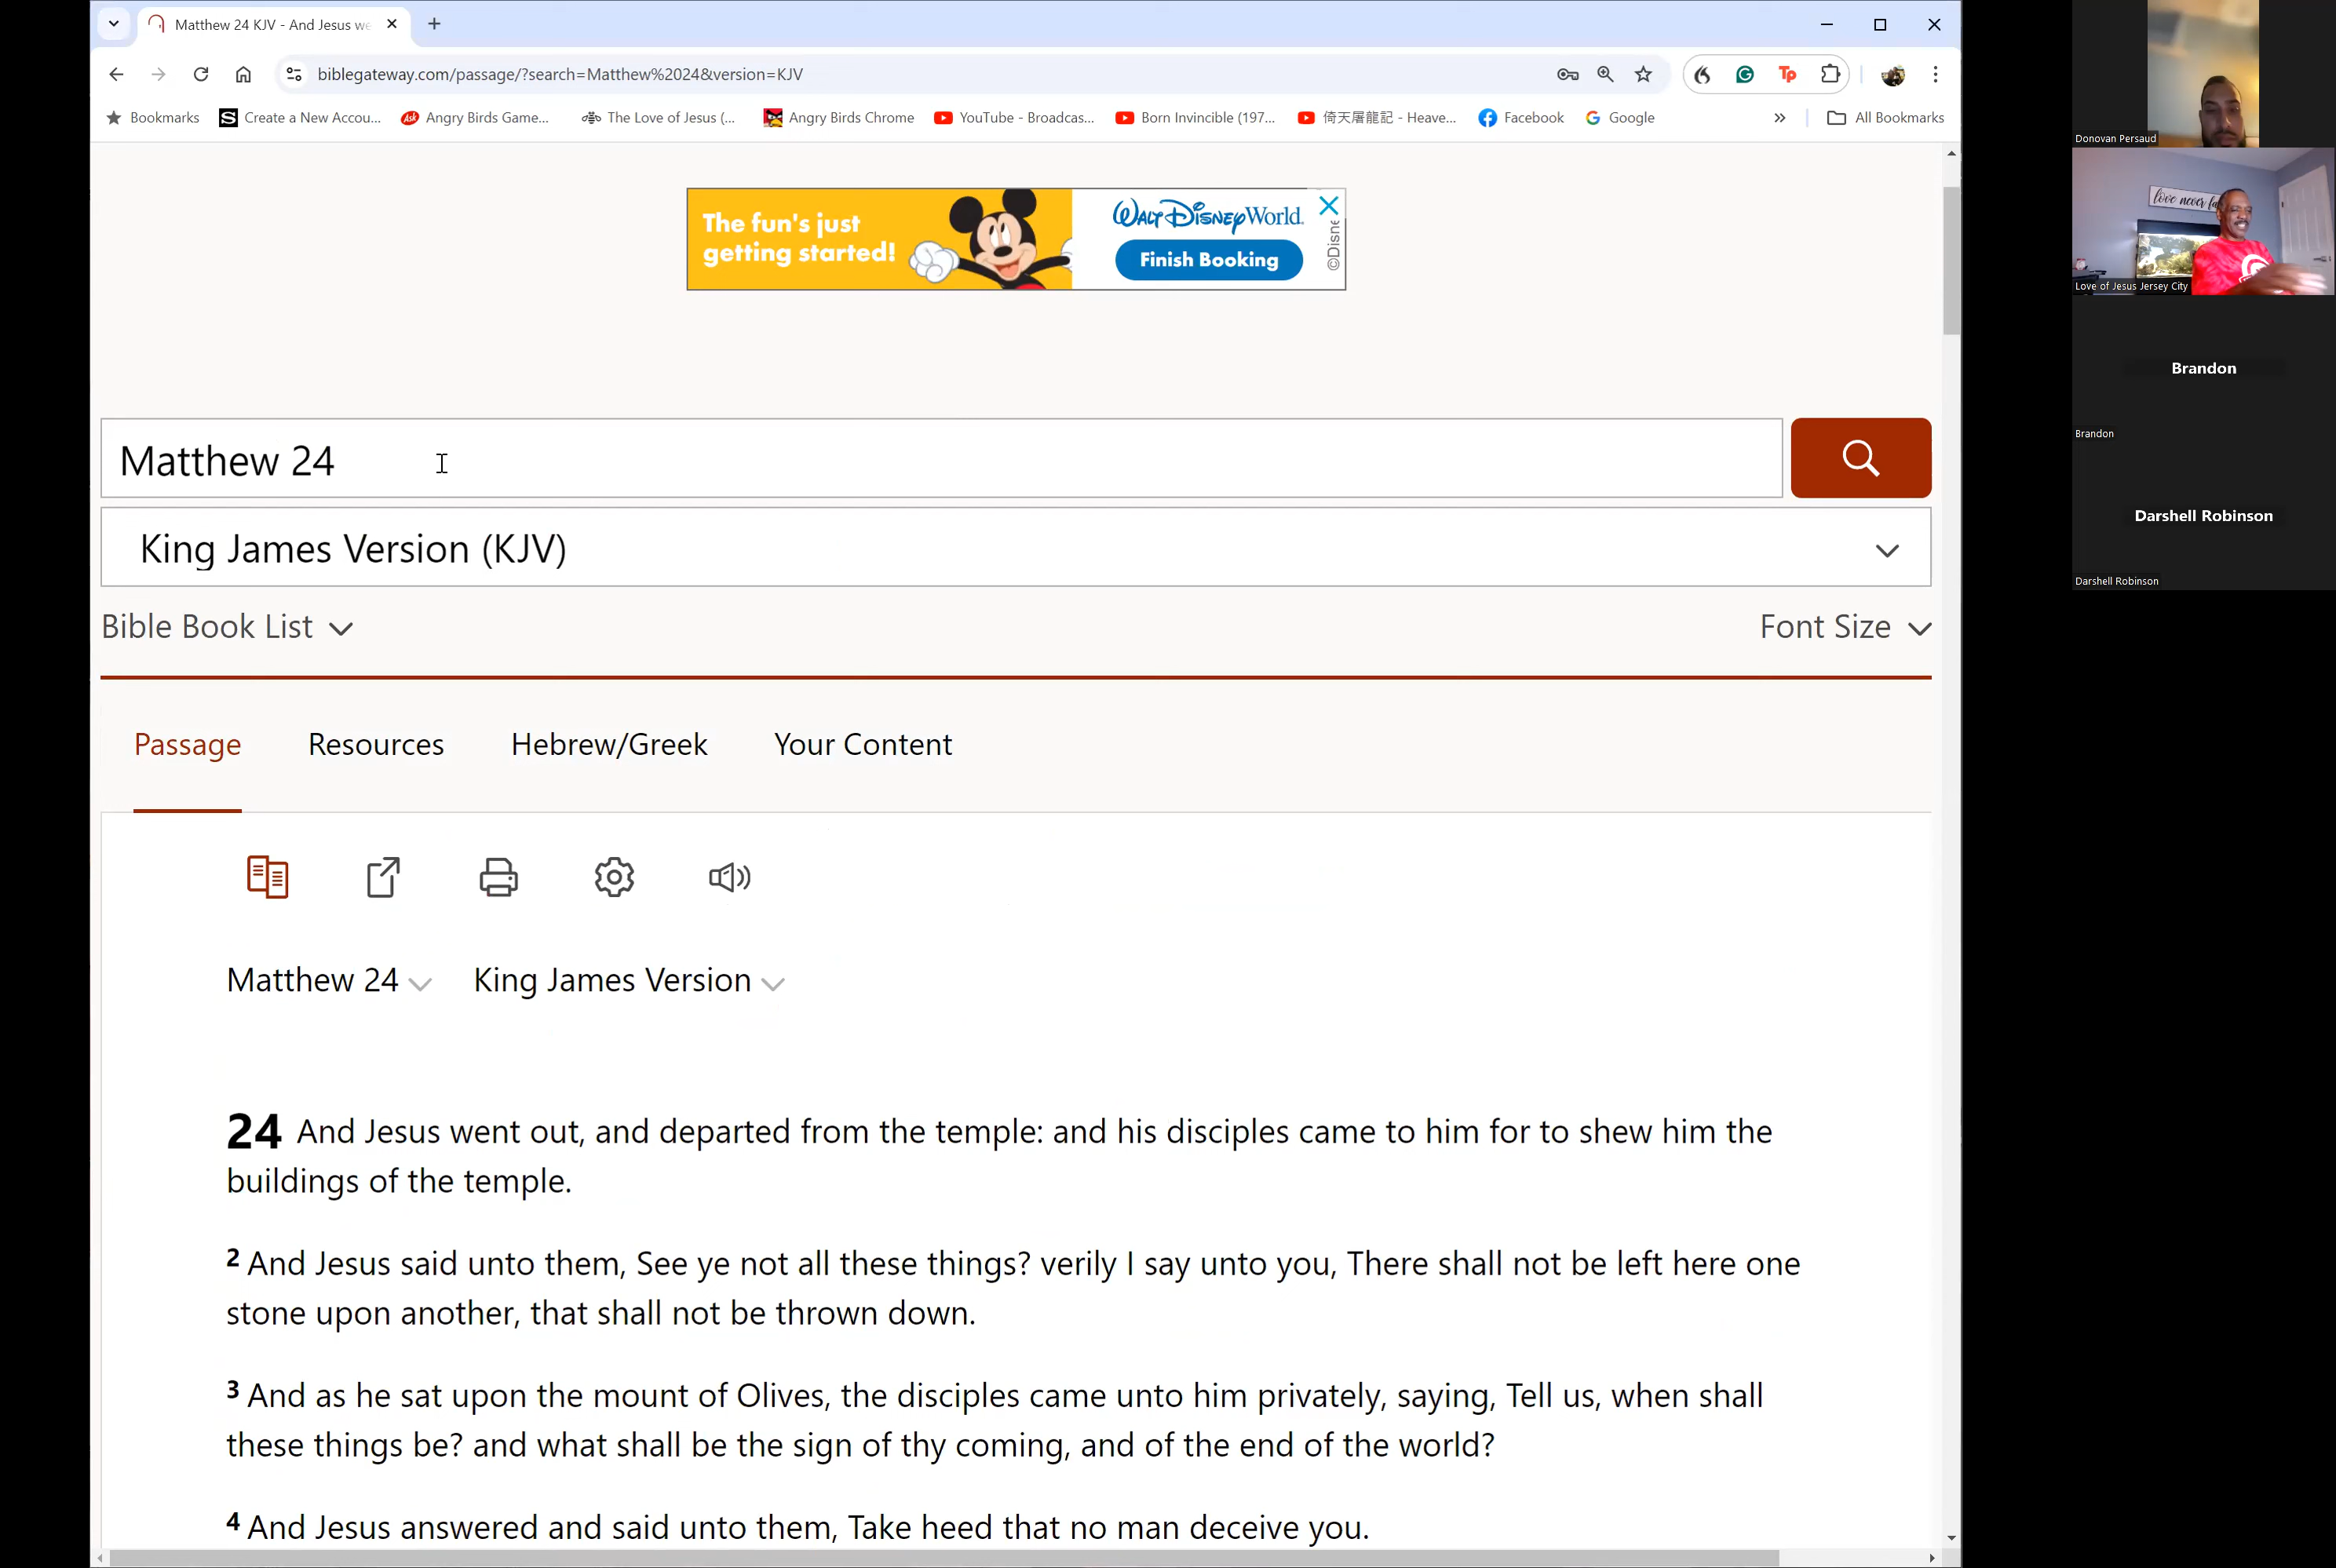 Matthew 24 KJV - And Jesus we
biblegateway.com/passage/?search=Matthew%2024&version=KJV
Bookmarks
Create a New Accou...
Angry Birds Game...
The Love of Jesus (...
Angry Birds Chrome
YouTube - Broadcas...
Born Invincible (197...
倚天屠龍記 - Heave...
Facebook
Google
All Bookmarks
The fun's just
getting started!
Walt Disney World.
Finish Booking
©Disne
Matthew 24
King James Version (KJV)
Bible Book List
Font Size
Passage
Resources
Hebrew/Greek
Your Content
Matthew 24
King James Version
24 And Jesus went out, and departed from the temple: and his disciples came to him for to shew him the
buildings of the temple.
2 And Jesus said unto them, See ye not all these things? verily I say unto you, There shall not be left here one
stone upon another, that shall not be thrown down.
3 And as he sat upon the mount of Olives, the disciples came unto him privately, saying, Tell us, when shall
these things be? and what shall be the sign of thy coming, and of the end of the world?
4 And Jesus answered and said unto them, Take heed that no man deceive you.
Donovan Persaud
love never fa
Love of Jesus Jersey City
Brandon
Brandon
Darshell Robinson
Darshell Robinson